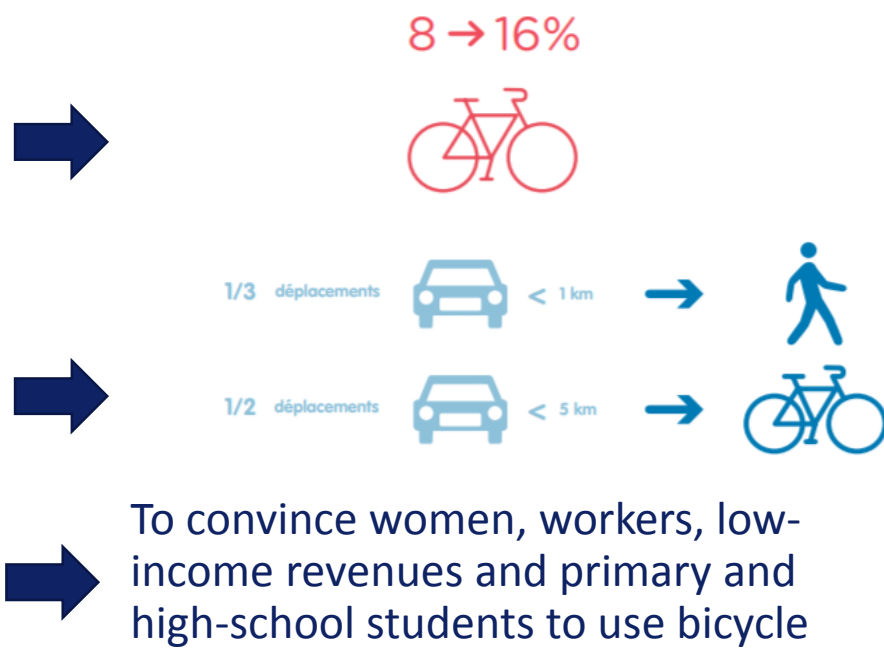 8 → 16%
1/3 déplacements < 1 km →
1/2 déplacements < 5 km →
To convince women, workers, low-
income revenues and primary and
high-school students to use bicycle